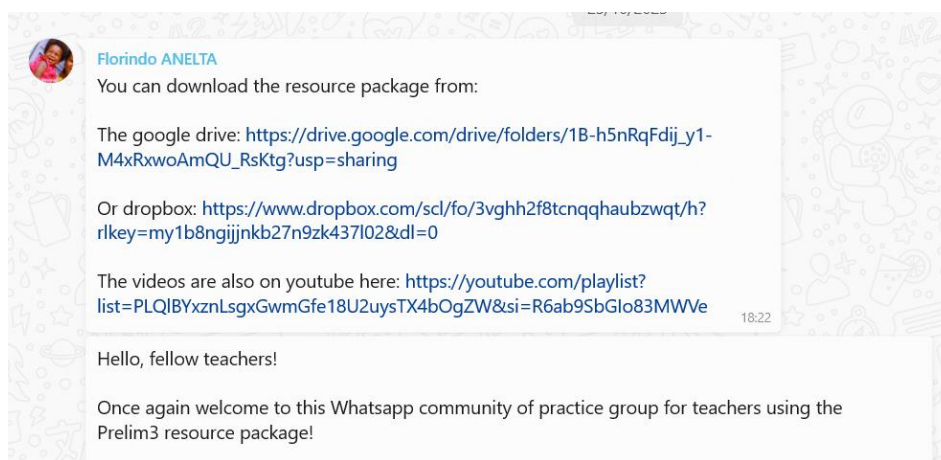 Florindo ANELTA
You can download the resource package from:
The google drive: https://drive.google.com/drive/folders/1B-h5nRqFdij_y1-
M4xRxwoAmQU_RsKtg?usp=sharing
Or dropbox: https://www.dropbox.com/scl/fo/3vghh2f8tcnqqhaubzwqt/h?
rlkey=my1b8ngijjnkb27n9zk437l02&dl=0
The videos are also on youtube here: https://youtube.com/playlist?
list=PLQlBYxznLsgxGwmGfe18U2uysTX4bOgZW&si=R6ab9SbGIo83MWVe
18:22
Hello, fellow teachers!
Once again welcome to this Whatsapp community of practice group for teachers using the
Prelim3 resource package!